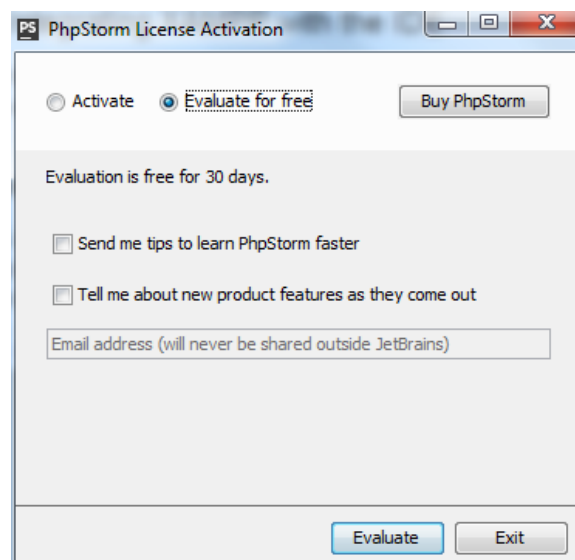 PS PhpStorm License Activation
Activate Evaluate for free Buy PhpStorm
Evaluation is free for 30 days.
Send me tips to learn PhpStorm faster
Tell me about new product features as they come out
Email address (will never be shared outside JetBrains)
Evaluate Exit